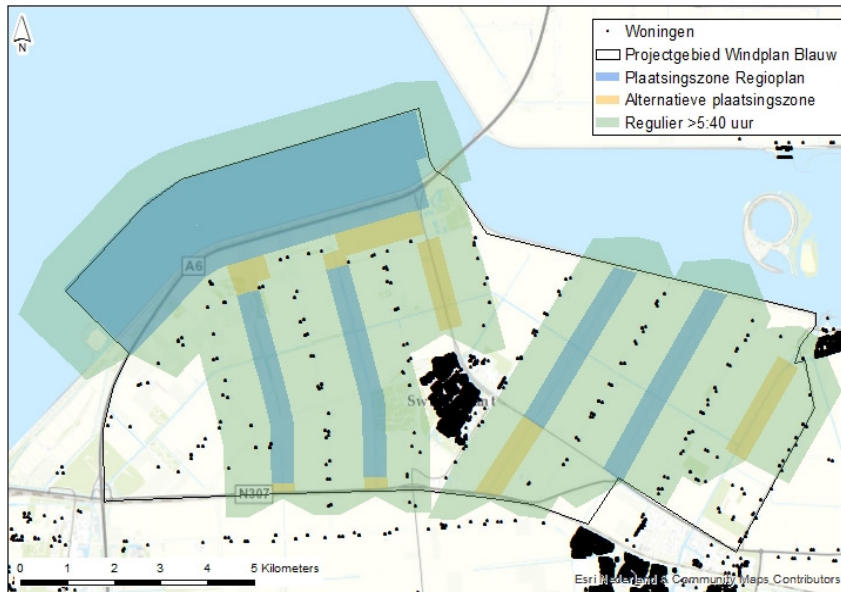 N
Woningen
Projectgebied Windplan Blauw
Plaatsingszone Regioplan
Alternatieve plaatsingszone
Regulier >5:40 uur
A6
N307
0 1 2 3 4 5 Kilometers
Esri Nederland & Community Maps Contributors